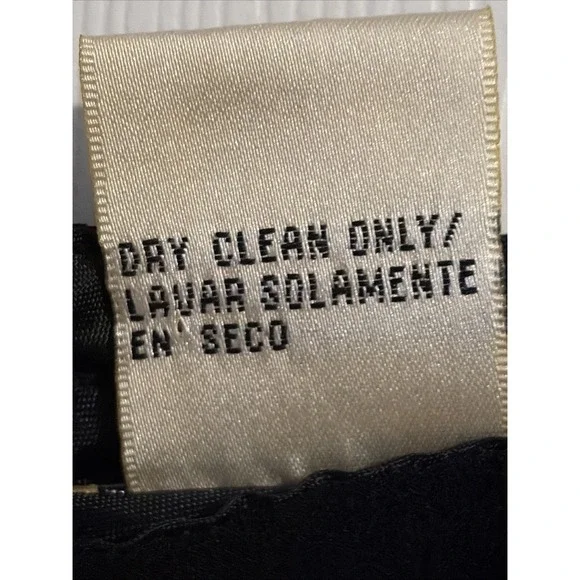 DRY CLEAN ONLY/
LAVAR SOLAMENTE
EN' SECO